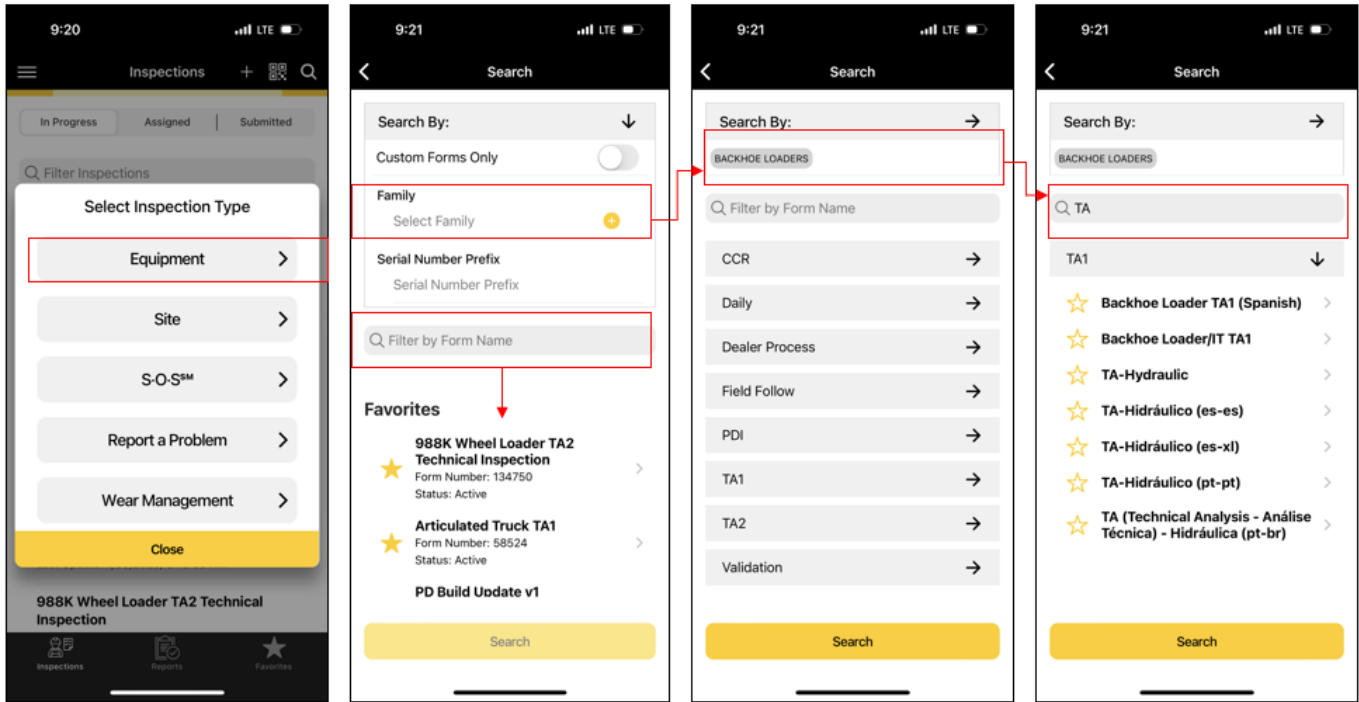 9:20
LTE
Inspections
In Progress
Assigned
Submitted
Filter Inspections
Select Inspection Type
Equipment
Site
S·O·S℠
Report a Problem
Wear Management
Close
988K Wheel Loader TA2 Technical
Inspection
Inspections
Reports
Favorites
9:21
LTE
Search
Search By:
Custom Forms Only
Family
Select Family
Serial Number Prefix
Serial Number Prefix
Filter by Form Name
Favorites
988K Wheel Loader TA2
Technical Inspection
Form Number: 134750
Status: Active
Articulated Truck TA1
Form Number: 58524
Status: Active
PD Build Update v1
Search
9:21
LTE
Search
Search By:
BACKHOE LOADERS
Filter by Form Name
CCR
Daily
Dealer Process
Field Follow
PDI
TA1
TA2
Validation
Search
9:21
LTE
Search
Search By:
BACKHOE LOADERS
TA
TA1
Backhoe Loader TA1 (Spanish)
Backhoe Loader/IT TA1
TA-Hydraulic
TA-Hidráulico (es-es)
TA-Hidráulico (es-xl)
TA-Hidráulico (pt-pt)
TA (Technical Analysis - Análise
Técnica) - Hidráulica (pt-br)
Search